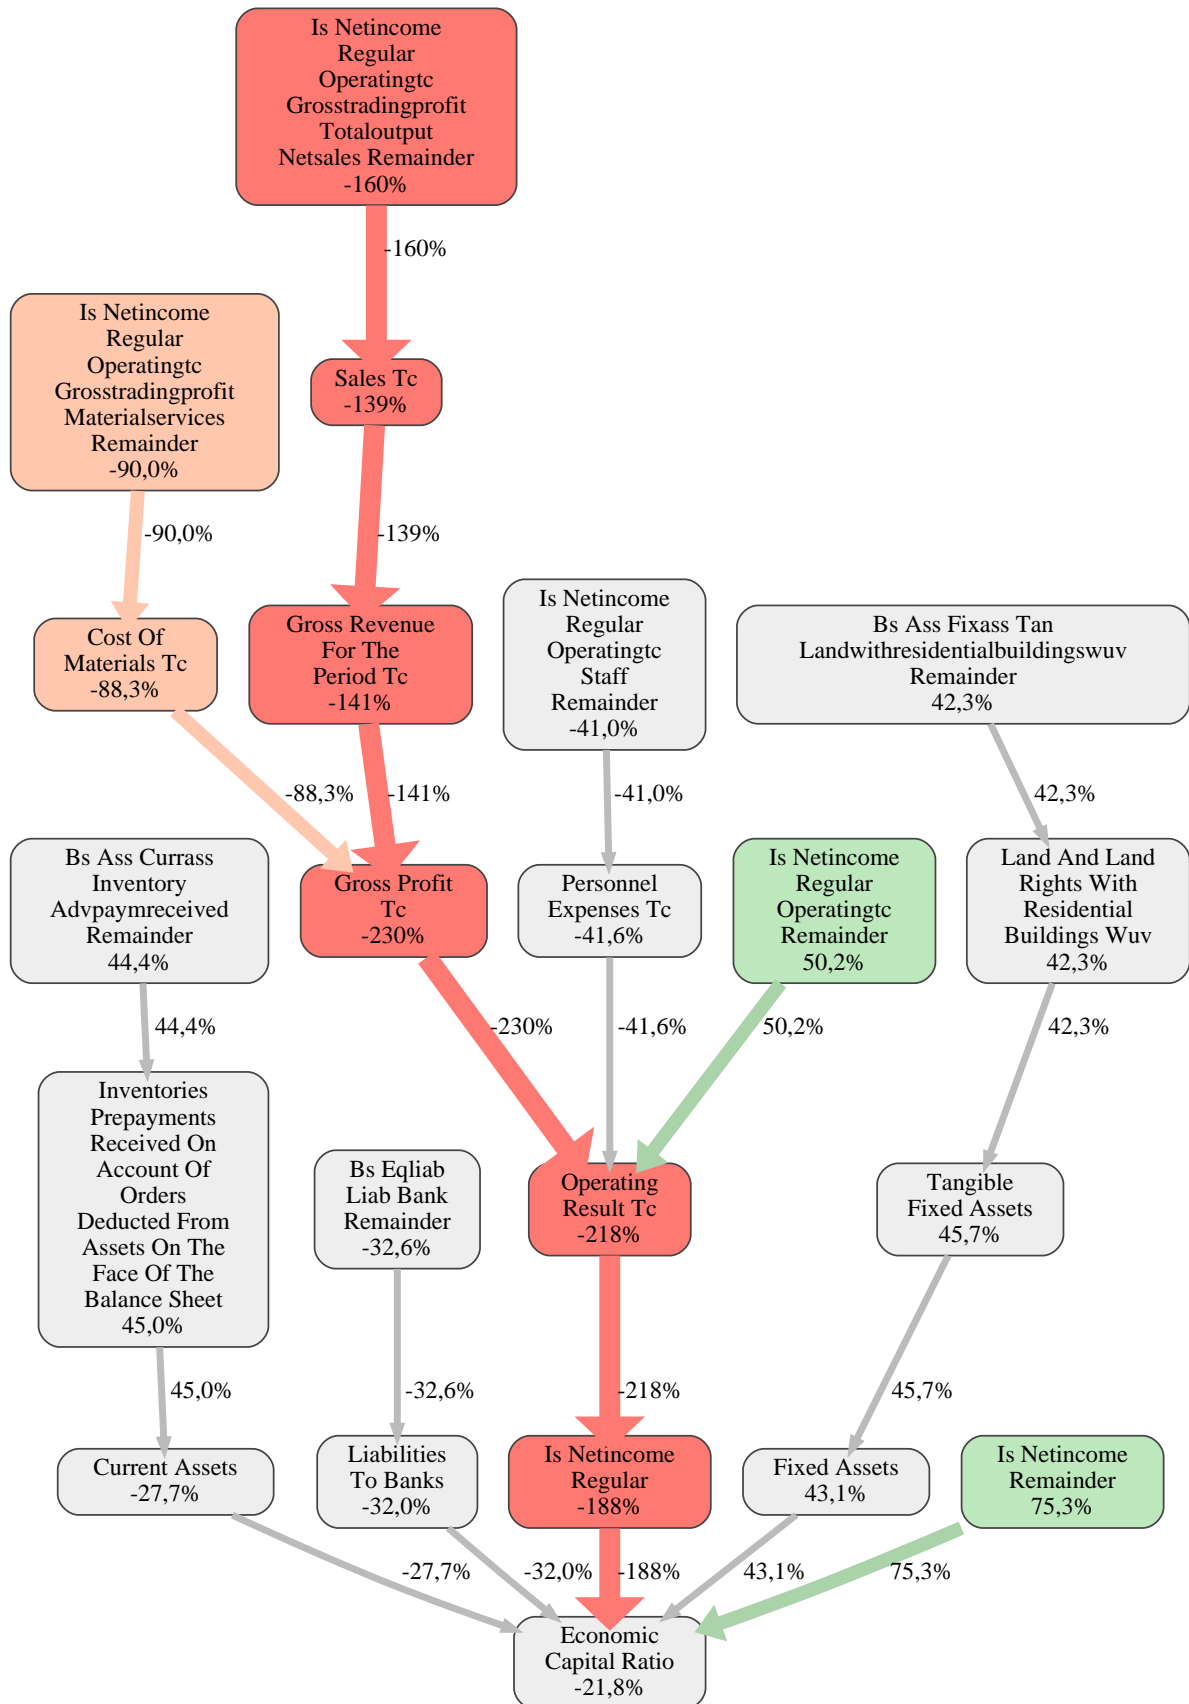 Is Netincome
Regular
Operatingtc
Grosstradingprofit
Totaloutput
Netsales Remainder
-160%
-160%
Is Netincome
Regular
Operatingtc
Grosstradingprofit
Materialservices
Remainder
-90,0%
Sales Tc
-139%
-90,0%
-139%
Cost Of
Materials Tc
-88,3%
Gross Revenue
For The
Period Tc
-141%
Is Netincome
Regular
Operatingtc
Staff
Remainder
-41,0%
Bs Ass Fixass Tan
Landwithresidentialbuildingswuv
Remainder
42,3%
-88,3%
-141%
-41,0%
42,3%
Bs Ass Currass
Inventory
Advpaymreceived
Remainder
44,4%
Gross Profit
Tc
-230%
Personnel
Expenses Tc
-41,6%
Is Netincome
Regular
Operatingtc
Remainder
50,2%
Land And Land
Rights With
Residential
Buildings Wuv
42,3%
44,4%
-230%
-41,6%
50,2%
42,3%
Inventories
Prepayments
Received On
Account Of
Orders
Deducted From
Assets On The
Face Of The
Balance Sheet
45,0%
Bs Eqliab
Liab Bank
Remainder
-32,6%
Operating
Result Tc
-218%
Tangible
Fixed Assets
45,7%
45,0%
-32,6%
-218%
45,7%
Current Assets
-27,7%
Liabilities
To Banks
-32,0%
Is Netincome
Regular
-188%
Fixed Assets
43,1%
Is Netincome
Remainder
75,3%
-27,7%
-32,0%
-188%
43,1%
75,3%
Economic
Capital Ratio
-21,8%